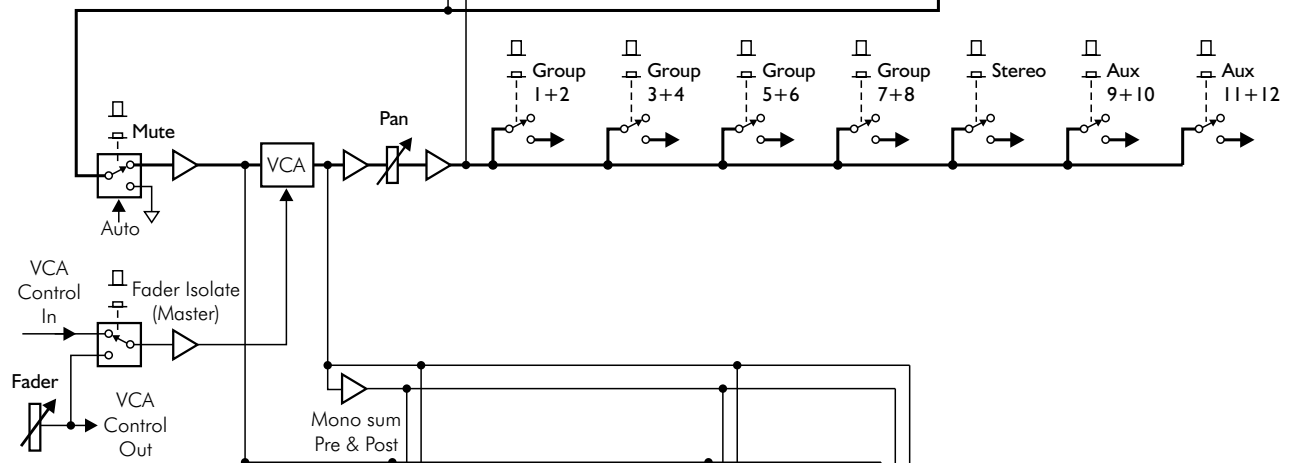 Group
1+2
Group
3+4
Group
5+6
Group
7+8
Stereo
Aux
9+10
Aux
11+12
Mute
Pan
VCA
Auto
VCA
Control
In
Fader Isolate
(Master)
Fader
VCA
Control
Out
Mono sum
Pre & Post